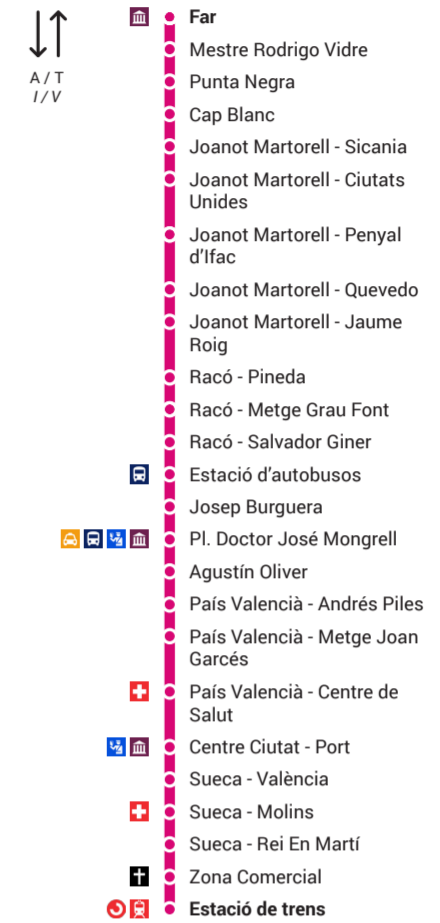 Far
A / T
I / V
Mestre Rodrigo Vidre
Punta Negra
Cap Blanc
Joanot Martorell - Sicania
Joanot Martorell - Ciutats
Unides
Joanot Martorell - Penyal
d'Ifac
Joanot Martorell - Quevedo
Joanot Martorell - Jaume
Roig
Racó - Pineda
Racó - Metge Grau Font
Racó - Salvador Giner
Estació d'autobusos
Josep Burguera
Pl. Doctor José Mongrell
Agustín Oliver
País Valencià - Andrés Piles
País Valencià - Metge Joan
Garcés
País Valencià - Centre de
Salut
Centre Ciutat - Port
Sueca - València
Sueca - Molins
Sueca - Rei En Martí
Zona Comercial
Estació de trens